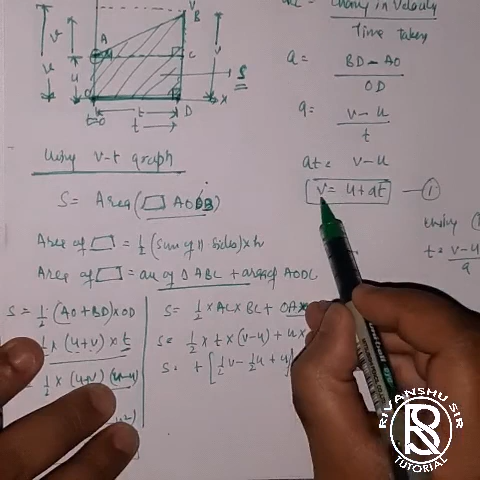 = Change in Velocity
Time Taken
a = BD - AO
OD
a = v - u
t
at = v - u
v = u + at — ①
V
B
A
C
S
D
t
t=0
t
x
Using v-t graph
S = Area (▱ AODB)
Area of ▱ = 1/2 (sum of || sides) × h
Area of ▱ = area of Δ ABC + area of AODC
S = 1/2 (AO + BD) × OD
1/2 × (u + v) × t
1/2 × (u+v) (v-u)
S = 1/2 × AC × BC + OA ×
S = 1/2 × t × (v-u) + u ×
S = t [1/2 v - 1/2 u + u]
Using
t = v - u
a
RIVANSHU SIR
RS
TUTORIAL